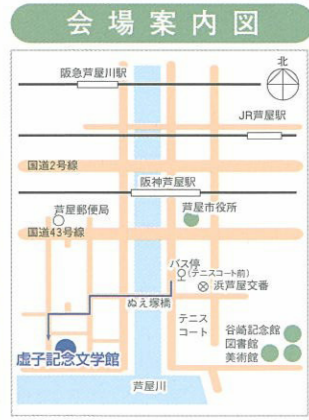 会場案内図
北
阪急芦屋川駅
JR芦屋駅
国道2号線
阪神芦屋駅
芦屋郵便局
芦屋市役所
国道43号線
バス停
(テニスコート前)
浜芦屋交番
ぬえ塚橋
テニス
コート
谷崎記念館
図書館
美術館
虚子記念文学館
芦屋川